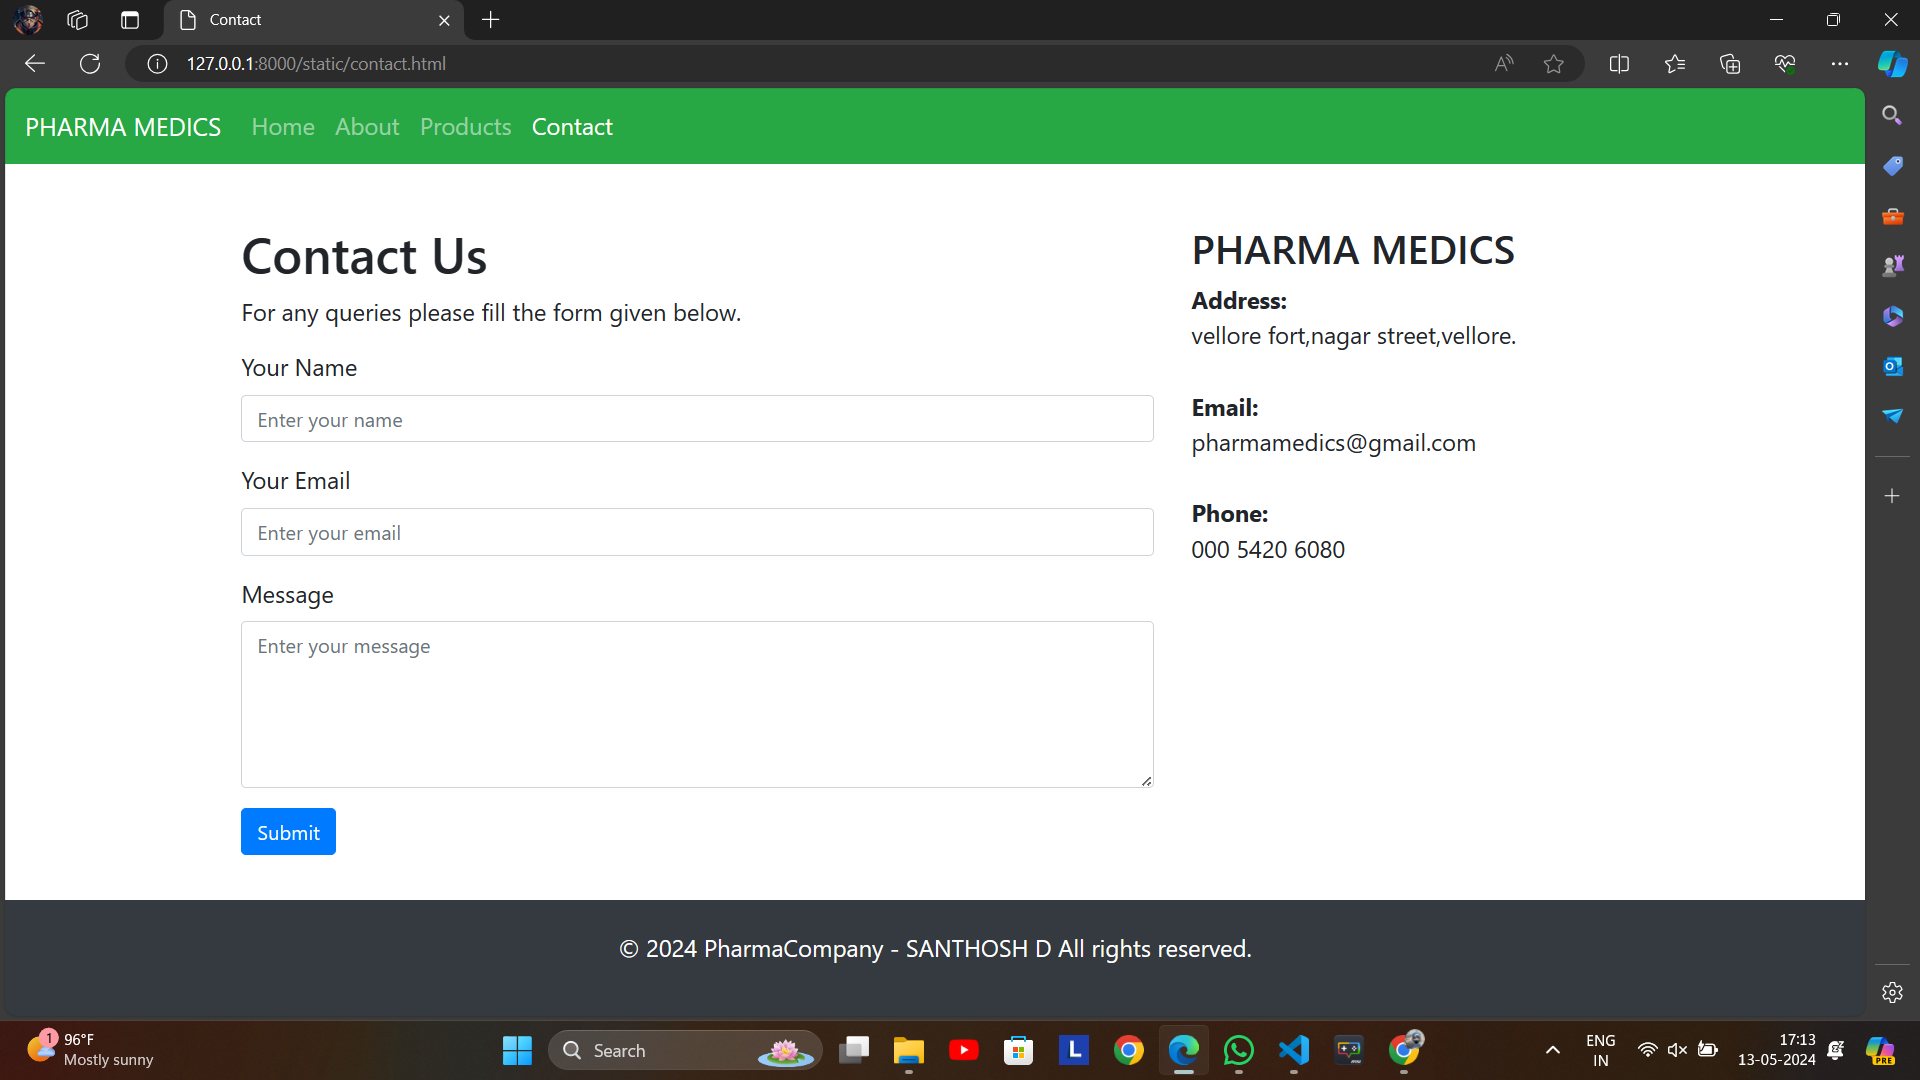 Contact
127.0.0.1:8000/static/contact.html
PHARMA MEDICS Home About Products Contact
Contact Us
For any queries please fill the form given below.
Your Name
Enter your name
Your Email
Enter your email
Message
Enter your message
Submit
PHARMA MEDICS
Address:
vellore fort,nagar street,vellore.
Email:
pharmamedics@gmail.com
Phone:
000 5420 6080
© 2024 PharmaCompany - SANTHOSH D All rights reserved.
1
96°F
Mostly sunny
Search
L
ENG
IN
17:13
13-05-2024
PRE